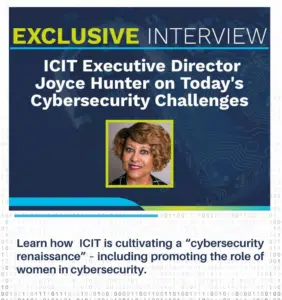 EXCLUSIVE INTERVIEW
ICIT Executive Director
Joyce Hunter on Today's
Cybersecurity Challenges
Learn how ICIT is cultivating a “cybersecurity
renaissance” - including promoting the role of
women in cybersecurity.